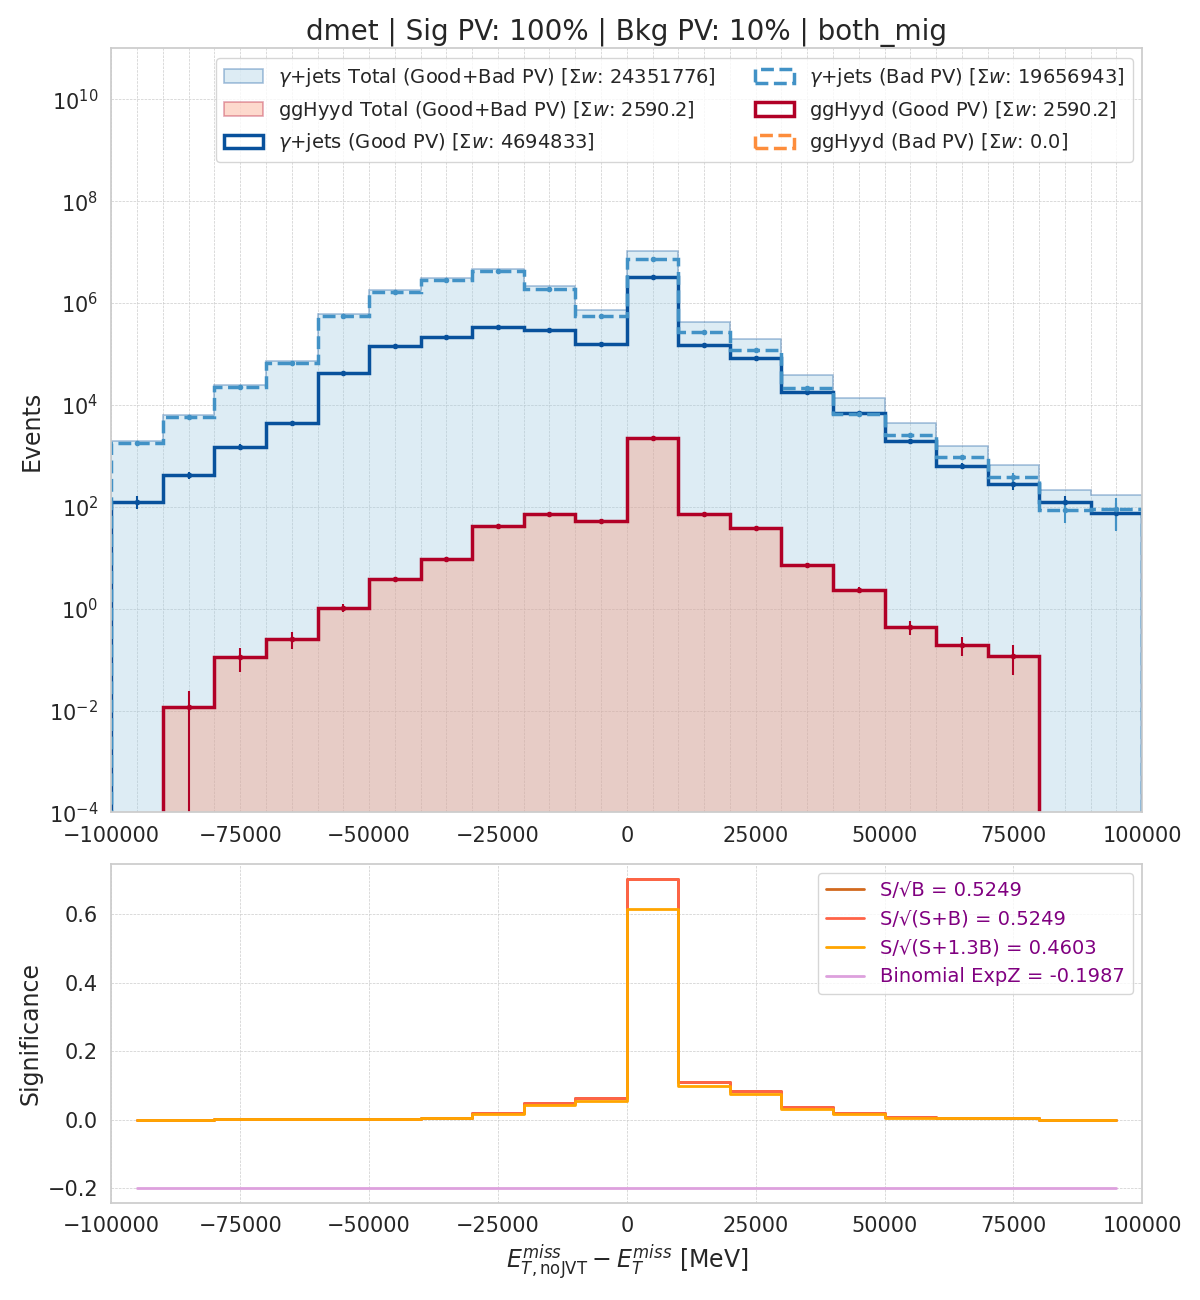 dmet | Sig PV: 100% | Bkg PV: 10% | both_mig
γ+jets Total (Good+Bad PV) [Σw: 24351776]
ggHyyd Total (Good+Bad PV) [Σw: 2590.2]
γ+jets (Good PV) [Σw: 4694833]
γ+jets (Bad PV) [Σw: 19656943]
ggHyyd (Good PV) [Σw: 2590.2]
ggHyyd (Bad PV) [Σw: 0.0]
Events
10^10
10^8
10^6
10^4
10^2
10^0
10^−2
10^−4
−100000 −75000 −50000 −25000 0 25000 50000 75000 100000
S/√B = 0.5249
S/√(S+B) = 0.5249
S/√(S+1.3B) = 0.4603
Binomial ExpZ = -0.1987
Significance
0.6
0.4
0.2
0.0
−0.2
−100000 −75000 −50000 −25000 0 25000 50000 75000 100000
E_{T,noJVT}^{miss} − E_T^{miss} [MeV]